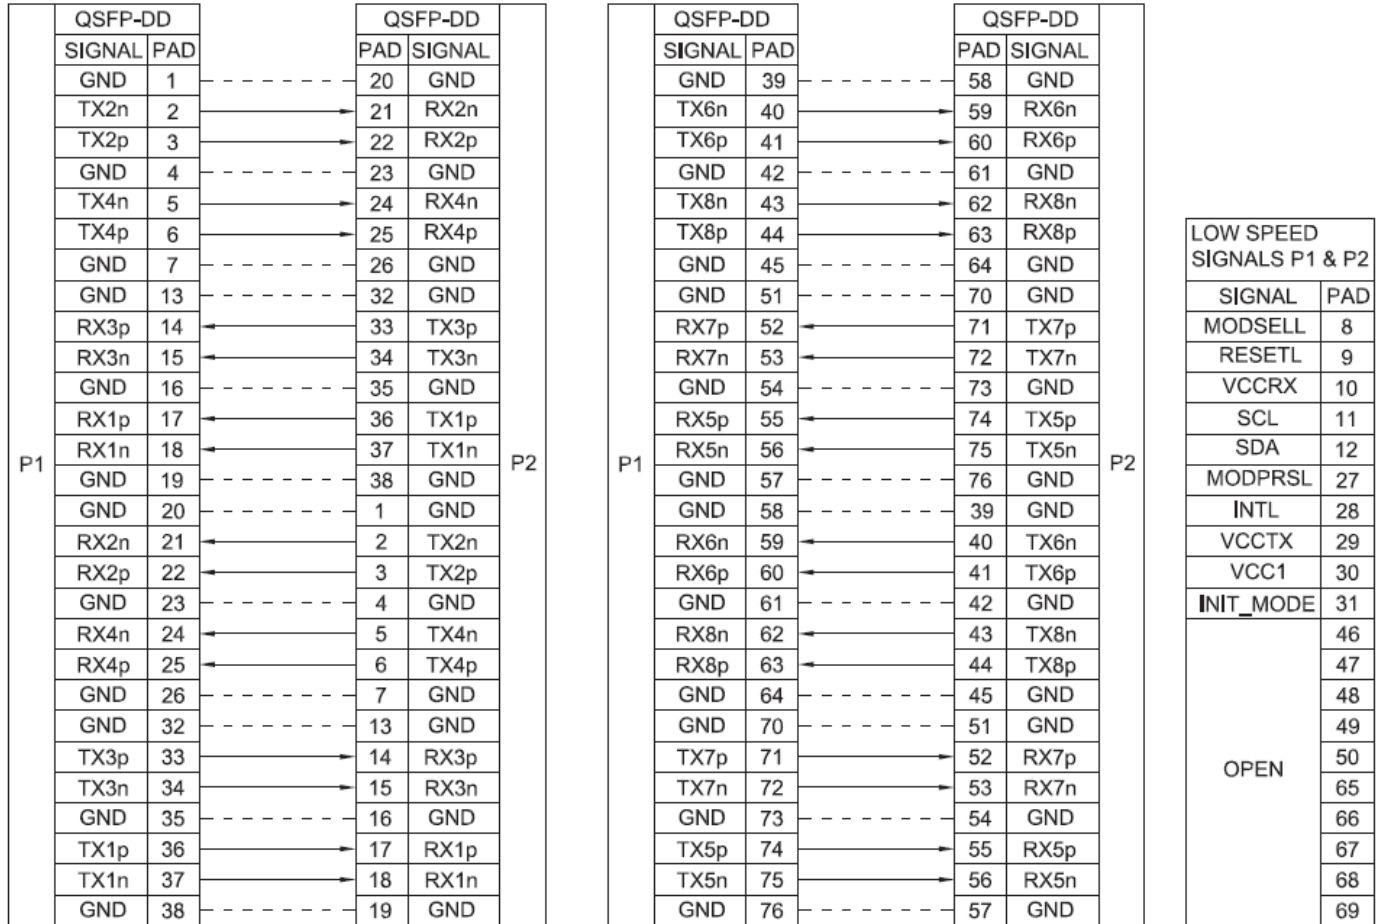 QSFP-DD QSFP-DD QSFP-DD QSFP-DD
SIGNAL PAD PAD SIGNAL SIGNAL PAD PAD SIGNAL
GND 1 20 GND GND 39 58 GND
TX2n 2 21 RX2n TX6n 40 59 RX6n
TX2p 3 22 RX2p TX6p 41 60 RX6p
GND 4 23 GND GND 42 61 GND
TX4n 5 24 RX4n TX8n 43 62 RX8n
TX4p 6 25 RX4p TX8p 44 63 RX8p LOW SPEED
GND 7 26 GND GND 45 64 GND SIGNALS P1 & P2
GND 13 32 GND GND 51 70 GND SIGNAL PAD
RX3p 14 33 TX3p RX7p 52 71 TX7p MODSELL 8
RX3n 15 34 TX3n RX7n 53 72 TX7n RESETL 9
GND 16 35 GND GND 54 73 GND VCCRX 10
RX1p 17 36 TX1p RX5p 55 74 TX5p SCL 11
P1 RX1n 18 37 TX1n P2 P1 RX5n 56 75 TX5n P2 SDA 12
GND 19 38 GND GND 57 76 GND MODPRSL 27
GND 20 1 GND GND 58 39 GND INTL 28
RX2n 21 2 TX2n RX6n 59 40 TX6n VCCTX 29
RX2p 22 3 TX2p RX6p 60 41 TX6p VCC1 30
GND 23 4 GND GND 61 42 GND INIT_MODE 31
RX4n 24 5 TX4n RX8n 62 43 TX8n 46
RX4p 25 6 TX4p RX8p 63 44 TX8p 47
GND 26 7 GND GND 64 45 GND 48
GND 32 13 GND GND 70 51 GND 49
TX3p 33 14 RX3p TX7p 71 52 RX7p OPEN 50
TX3n 34 15 RX3n TX7n 72 53 RX7n 65
GND 35 16 GND GND 73 54 GND 66
TX1p 36 17 RX1p TX5p 74 55 RX5p 67
TX1n 37 18 RX1n TX5n 75 56 RX5n 68
GND 38 19 GND GND 76 57 GND 69